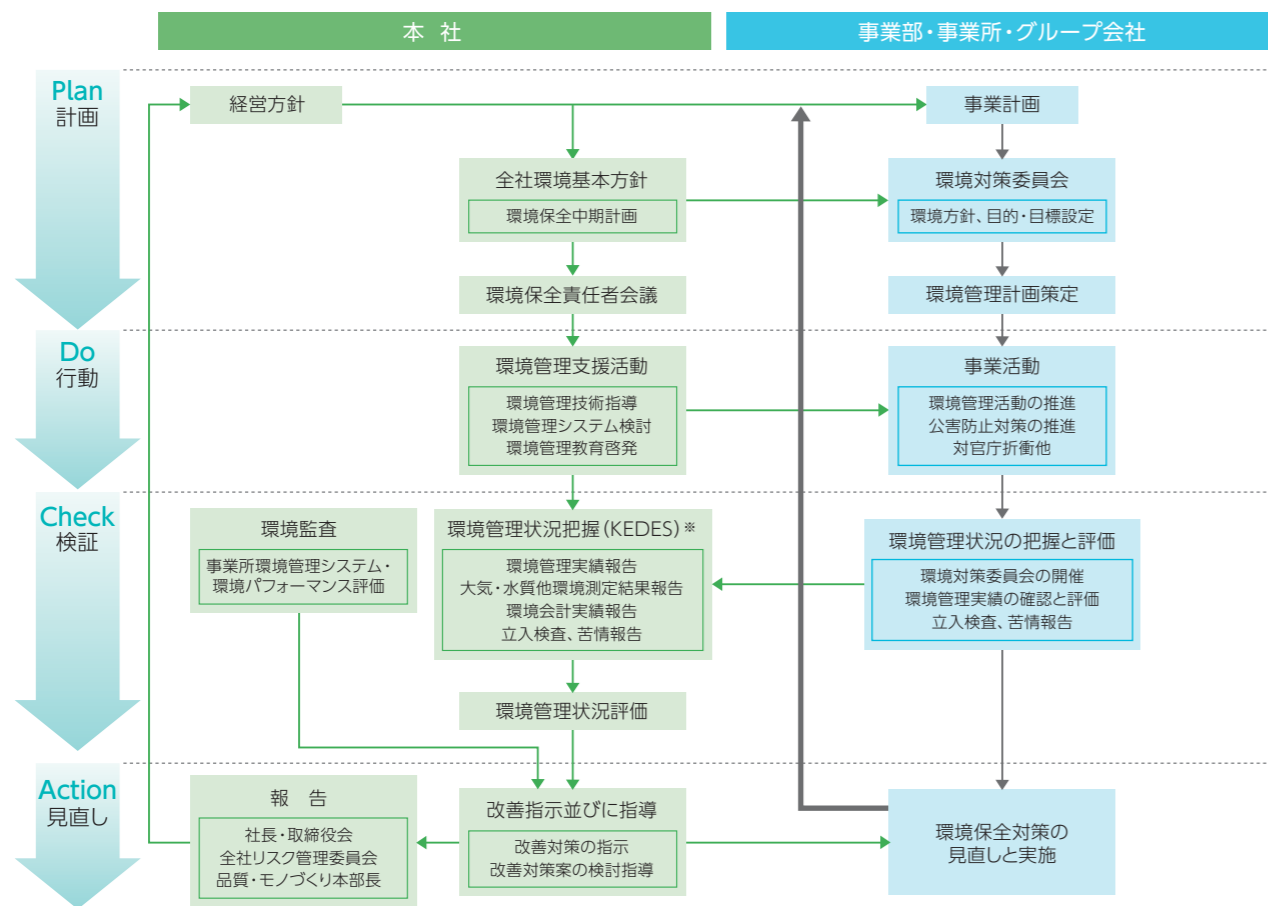 本 社
事業部・事業所・グループ会社
Plan
計画
経営方針
事業計画
全社環境基本方針
環境保全中期計画
環境対策委員会
環境方針、目的・目標設定
環境保全責任者会議
環境管理計画策定
Do
行動
環境管理支援活動
環境管理技術指導
環境管理システム検討
環境管理教育啓発
事業活動
環境管理活動の推進
公害防止対策の推進
対官庁折衝他
Check
検証
環境監査
事業所環境管理システム・
環境パフォーマンス評価
環境管理状況把握(KEDES)※
環境管理実績報告
大気・水質他環境測定結果報告
環境会計実績報告
立入検査、苦情報告
環境管理状況の把握と評価
環境対策委員会の開催
環境管理実績の確認と評価
立入検査、苦情報告
環境管理状況評価
Action
見直し
報 告
社長・取締役会
全社リスク管理委員会
品質・モノづくり本部長
改善指示並びに指導
改善対策の指示
改善対策案の検討指導
環境保全対策の
見直しと実施